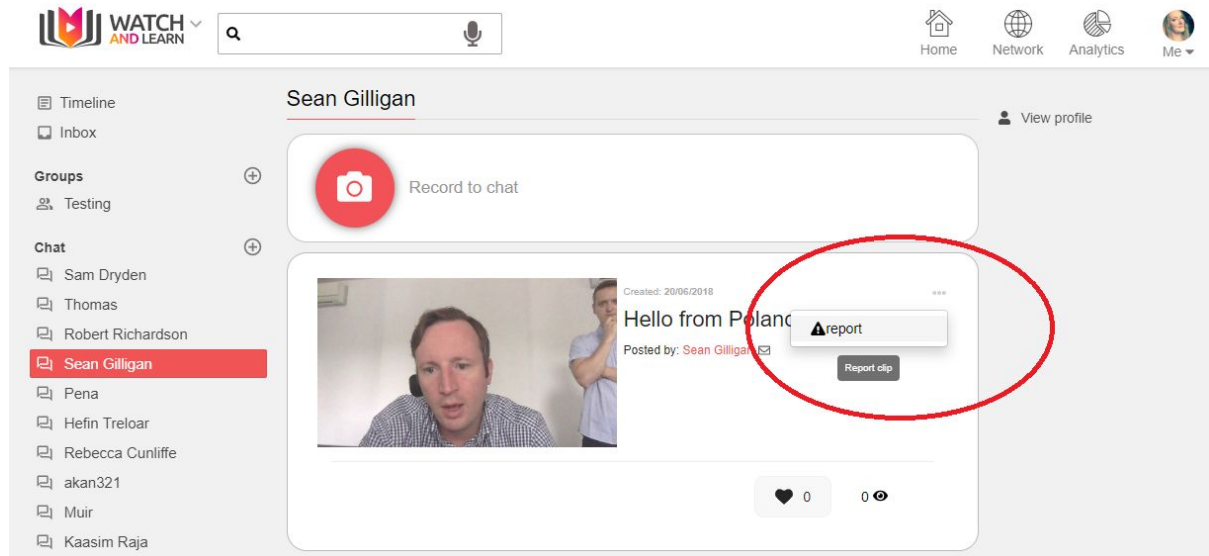 WATCH
AND LEARN
Home
Network
Analytics
Me
Timeline
Inbox
Groups
Testing
Chat
Sam Dryden
Thomas
Robert Richardson
Sean Gilligan
Pena
Hefin Treloar
Rebecca Cunliffe
akan321
Muir
Kaasim Raja
Sean Gilligan
Record to chat
Created: 20/06/2018
Hello from Poland
report
Posted by: Sean Gilligan
Report clip
0
0
View profile